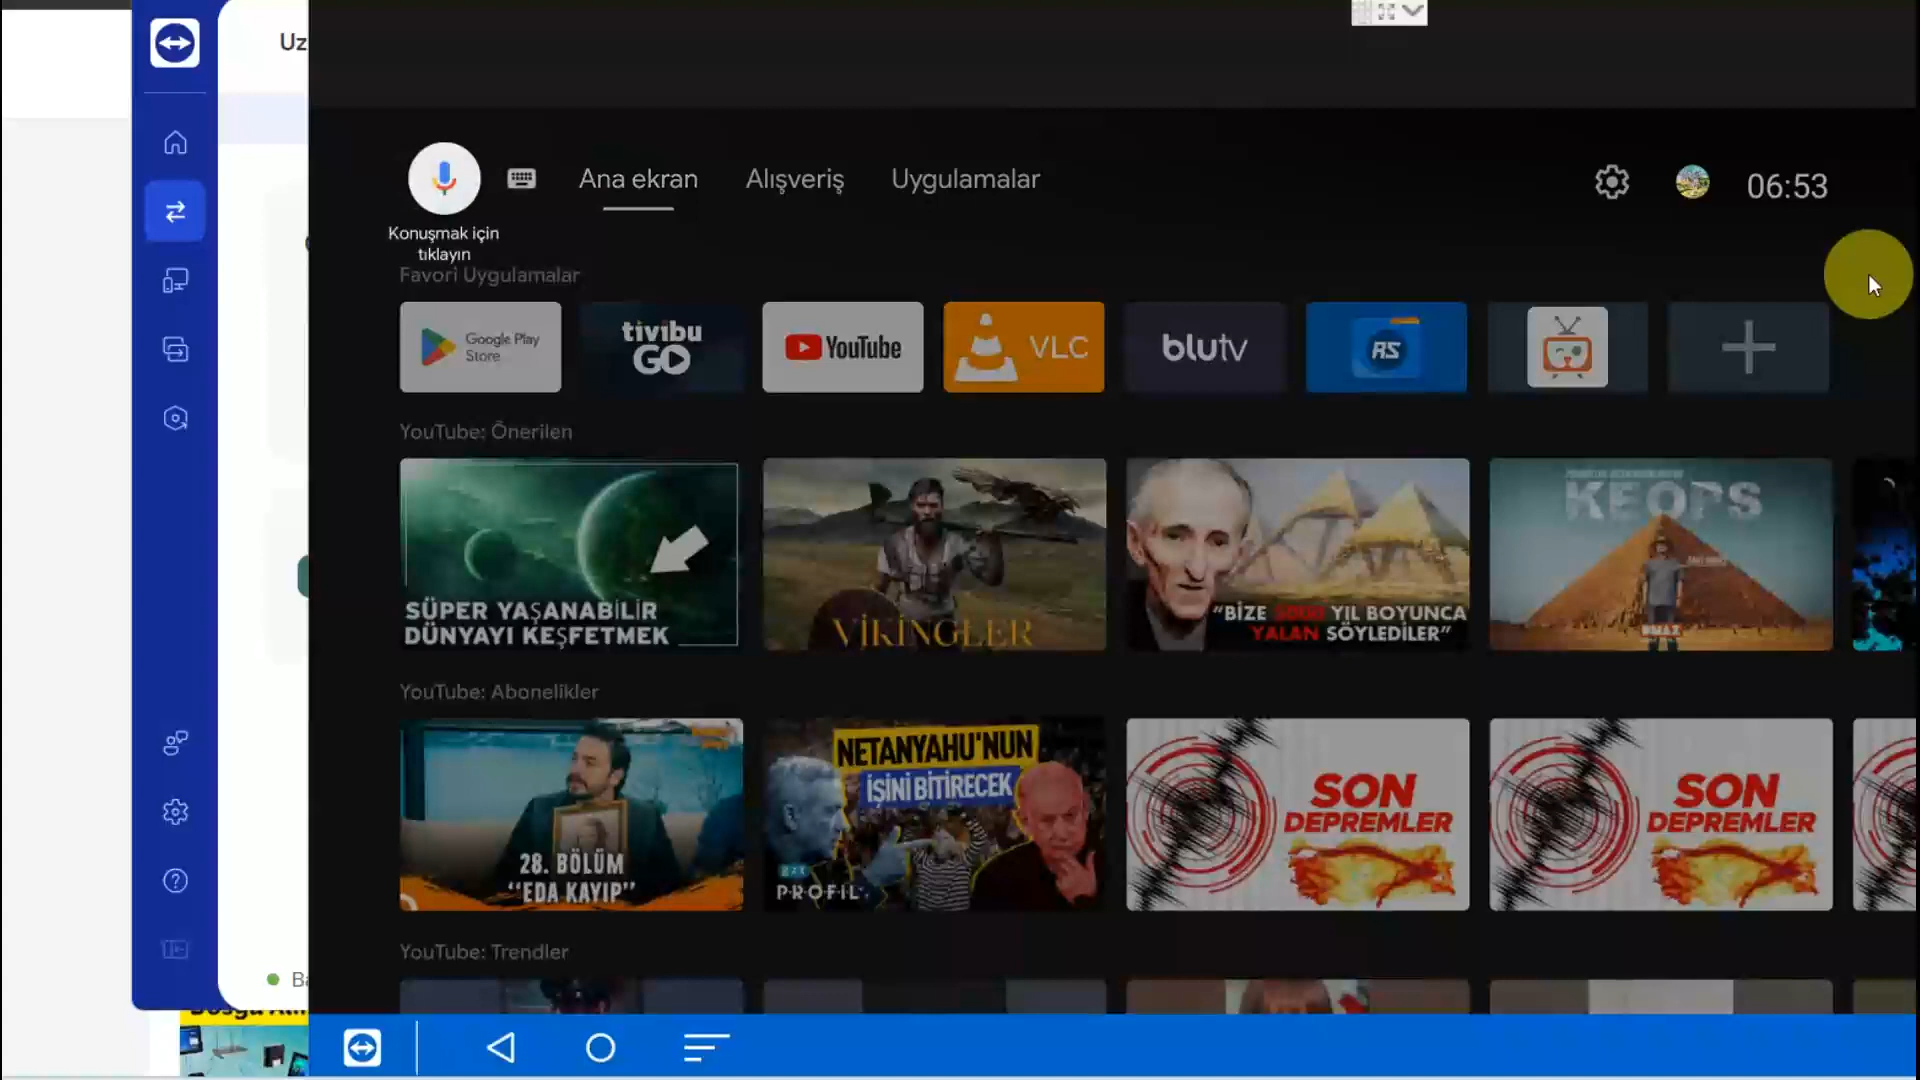 Uz
Ana ekran
Alışveriş
Uygulamalar
06:53
Konuşmak için
tıklayın
Favori Uygulamalar
Google Play
Store
tivibu
GO
YouTube
VLC
blutv
RS
YouTube: Önerilen
SÜPER YAŞANABİLİR
DÜNYAYI KEŞFETMEK
VİKİNGLER
"BİZE 5000 YIL BOYUNCA
YALAN SÖYLEDİLER"
KEOPS
YouTube: Abonelikler
28. BÖLÜM
"EDA KAYIP"
NETANYAHU'NUN
İŞİNİ BİTİRECEK
PROFİL
SON
DEPREMLER
SON
DEPREMLER
YouTube: Trendler
Ba